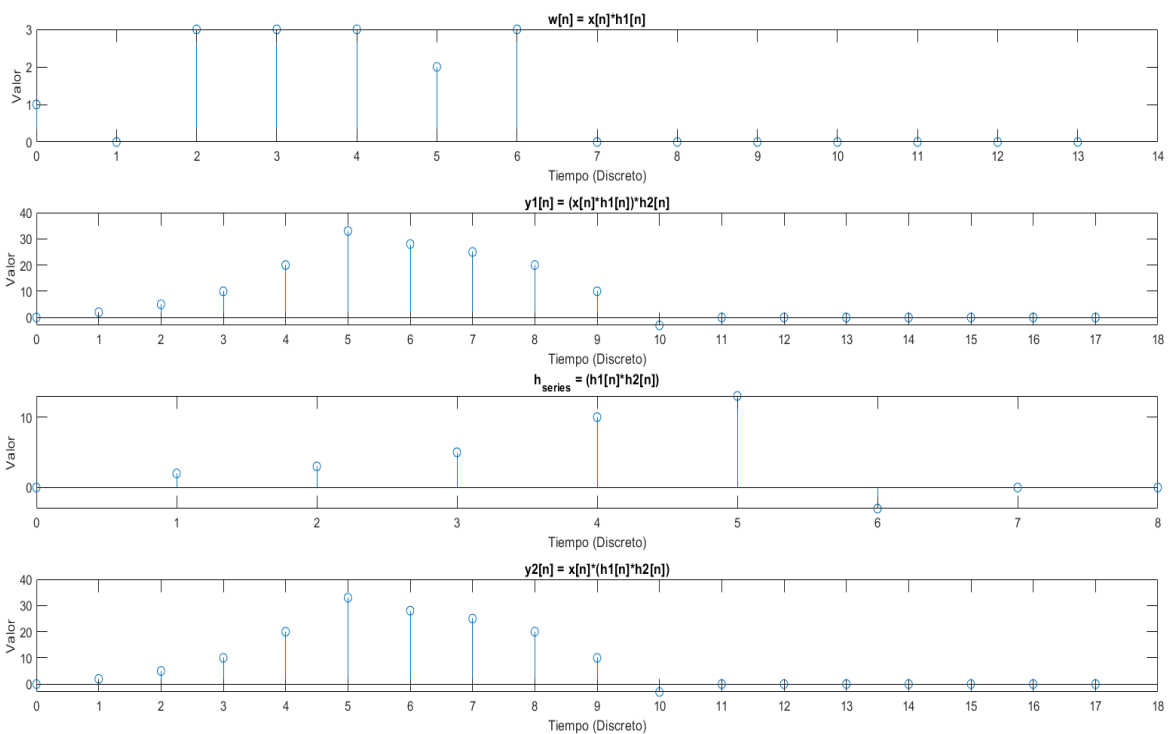 w[n] = x[n]*h1[n]
3
2
1
0
Valor
0 1 2 3 4 5 6 7 8 9 10 11 12 13 14
Tiempo (Discreto)
y1[n] = (x[n]*h1[n])*h2[n]
40
30
20
10
0
Valor
0 1 2 3 4 5 6 7 8 9 10 11 12 13 14 15 16 17 18
Tiempo (Discreto)
h_series = (h1[n]*h2[n])
10
0
Valor
0 1 2 3 4 5 6 7 8
Tiempo (Discreto)
y2[n] = x[n]*(h1[n]*h2[n])
40
30
20
10
0
Valor
0 1 2 3 4 5 6 7 8 9 10 11 12 13 14 15 16 17 18
Tiempo (Discreto)